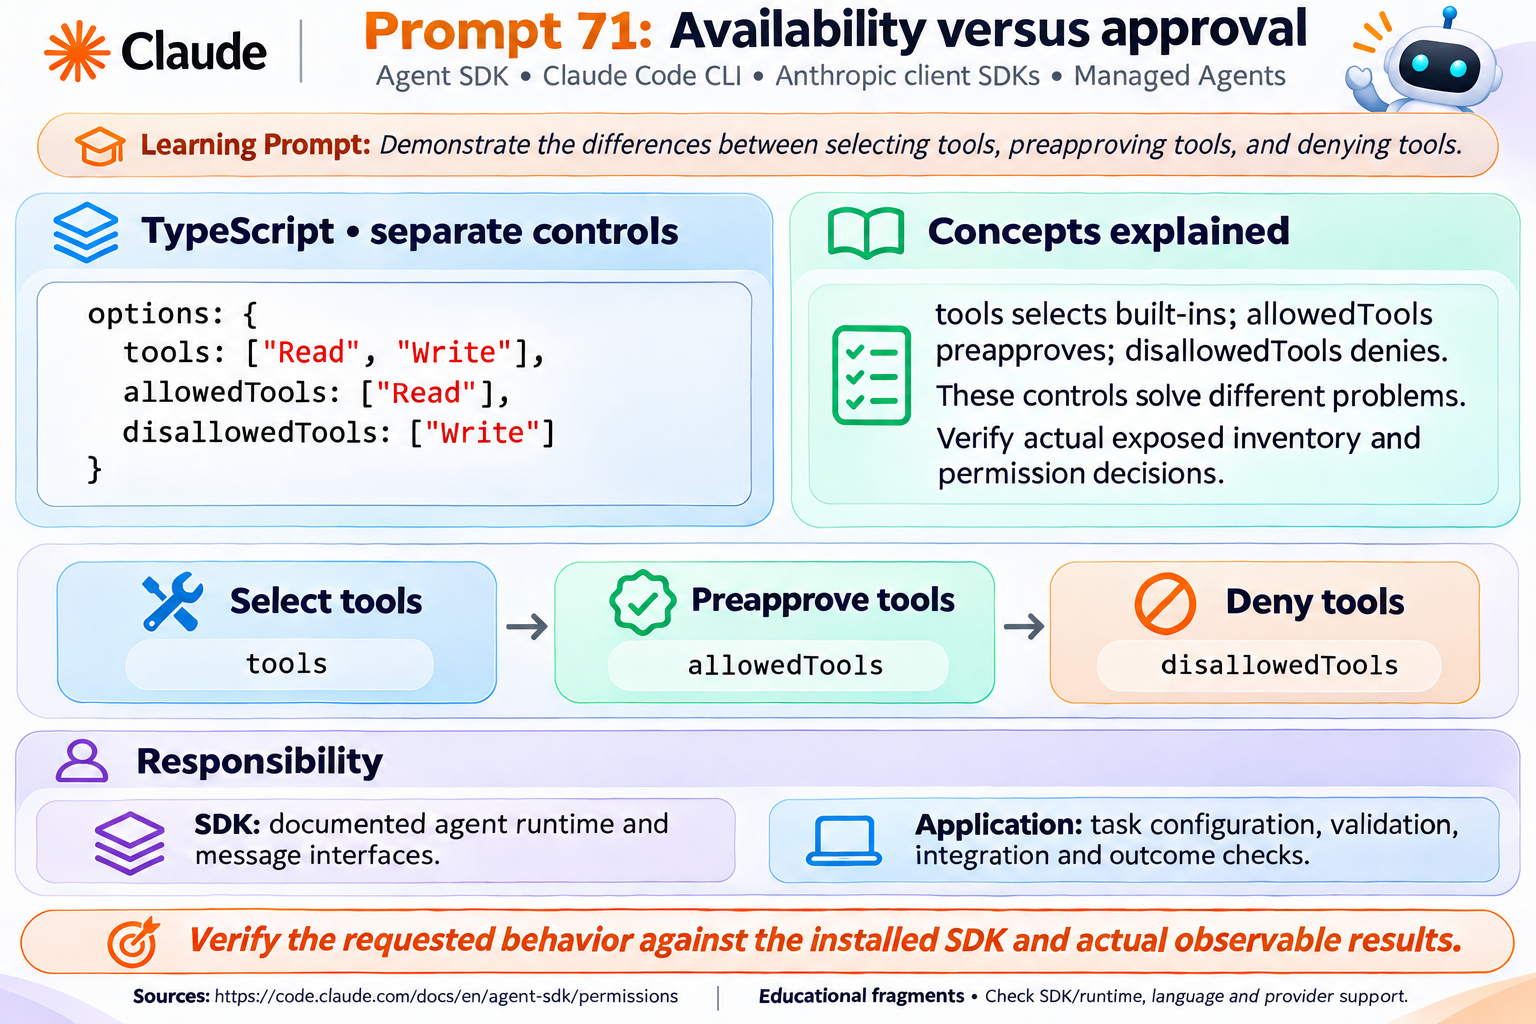 Claude
Prompt 71: Availability versus approval
Agent SDK • Claude Code CLI • Anthropic client SDKs • Managed Agents
Learning Prompt: Demonstrate the differences between selecting tools, preapproving tools, and denying tools.
TypeScript • separate controls
options: {
  tools: ["Read", "Write"],
  allowedTools: ["Read"],
  disallowedTools: ["Write"]
}
Concepts explained
tools selects built-ins; allowedTools
preapproves; disallowedTools denies.
These controls solve different problems.
Verify actual exposed inventory and
permission decisions.
Select tools
tools
Preapprove tools
allowedTools
Deny tools
disallowedTools
Responsibility
SDK: documented agent runtime and
message interfaces.
Application: task configuration, validation,
integration and outcome checks.
Verify the requested behavior against the installed SDK and actual observable results.
Sources: https://code.claude.com/docs/en/agent-sdk/permissions
Educational fragments • Check SDK/runtime, language and provider support.